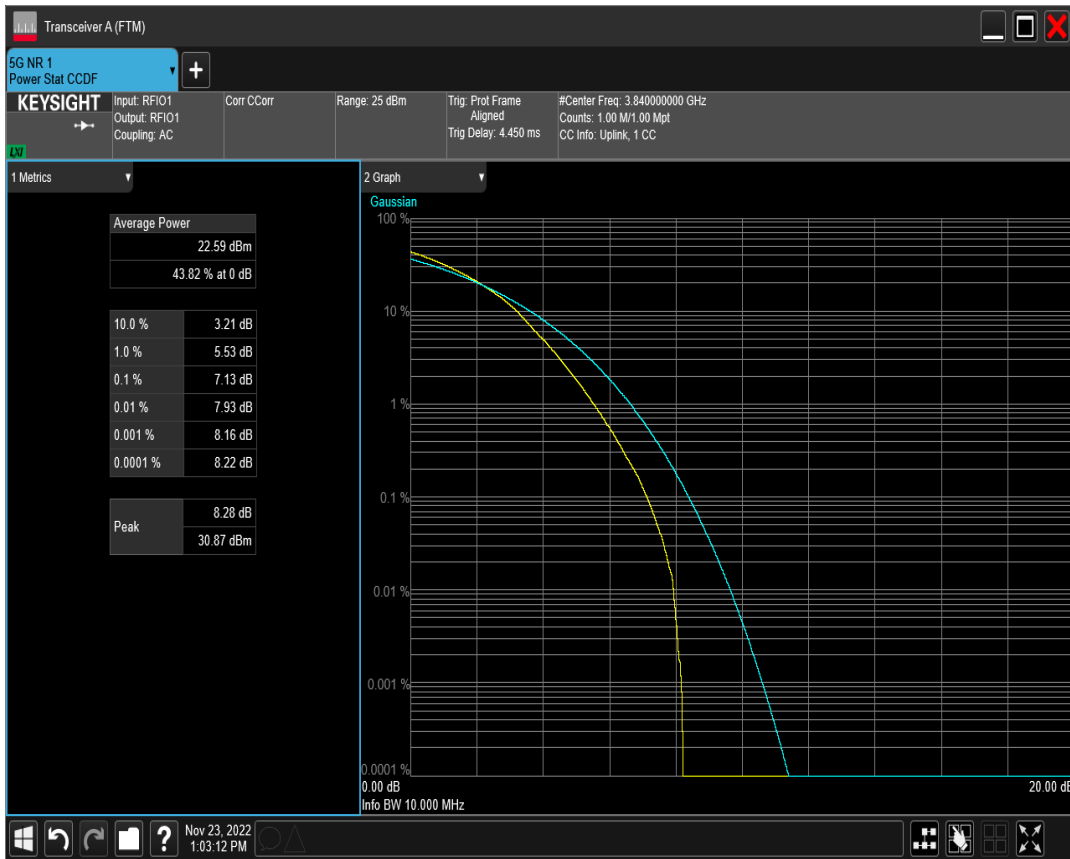 Transceiver A (FTM)
5G NR 1
Power Stat CCDF
+
KEYSIGHT
LXI
Input: RFIO1
Output: RFIO1
Coupling: AC
Corr CCorr
Range: 25 dBm
Trig: Prot Frame
Aligned
Trig Delay: 4.450 ms
#Center Freq: 3.840000000 GHz
Counts: 1.00 M/1.00 Mpt
CC Info: Uplink, 1 CC
1 Metrics
Average Power
22.59 dBm
43.82 % at 0 dB
10.0 % 3.21 dB
1.0 % 5.53 dB
0.1 % 7.13 dB
0.01 % 7.93 dB
0.001 % 8.16 dB
0.0001 % 8.22 dB
Peak 8.28 dB
30.87 dBm
2 Graph
Gaussian
100 %
10 %
1 %
0.1 %
0.01 %
0.001 %
0.0001 %
0.00 dB 20.00 dB
Info BW 10.000 MHz
?
Nov 23, 2022
1:03:12 PM